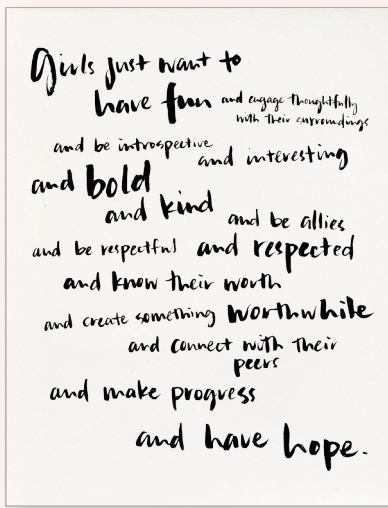 Girls just want to
have fun and engage thoughtfully
with their surroundings
and be introspective
and interesting
and bold
and kind
and be allies
and be respectful and respected
and know their worth
and create something worthwhile
and connect with their
peers
and make progress
and have hope.